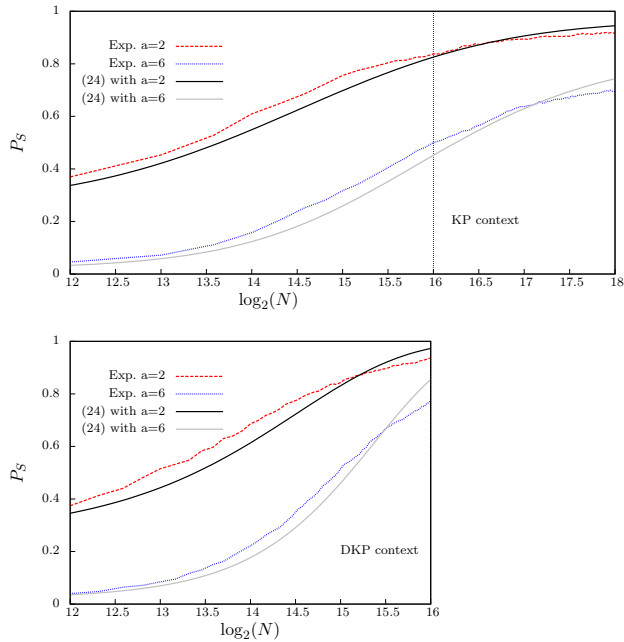 1
0.8
0.6
0.4
0.2
0
P_S
Exp. a=2
Exp. a=6
(24) with a=2
(24) with a=6
KP context
12 12.5 13 13.5 14 14.5 15 15.5 16 16.5 17 17.5 18
log₂(N)
1
0.8
0.6
0.4
0.2
0
P_S
Exp. a=2
Exp. a=6
(24) with a=2
(24) with a=6
DKP context
12 12.5 13 13.5 14 14.5 15 15.5 16
log₂(N)